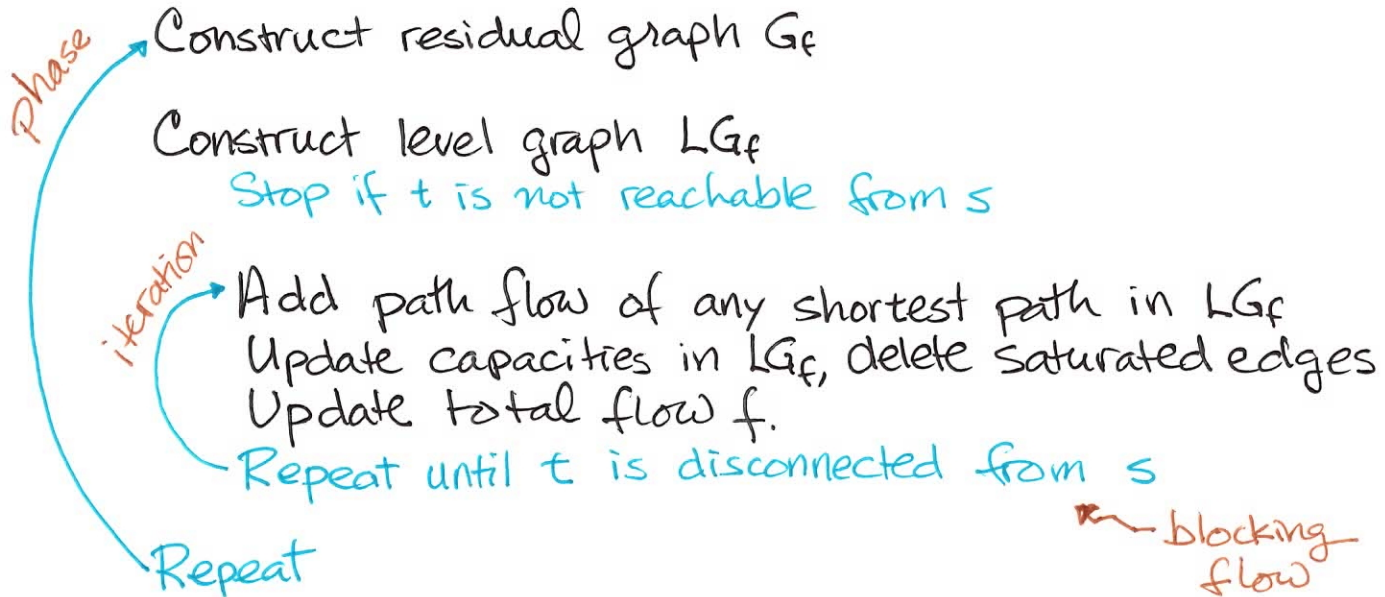 phase
Construct residual graph Gf
Construct level graph LGf
Stop if t is not reachable from s
iteration
Add path flow of any shortest path in LGf
Update capacities in LGf, delete saturated edges
Update total flow f.
Repeat until t is disconnected from s
blocking
flow
Repeat